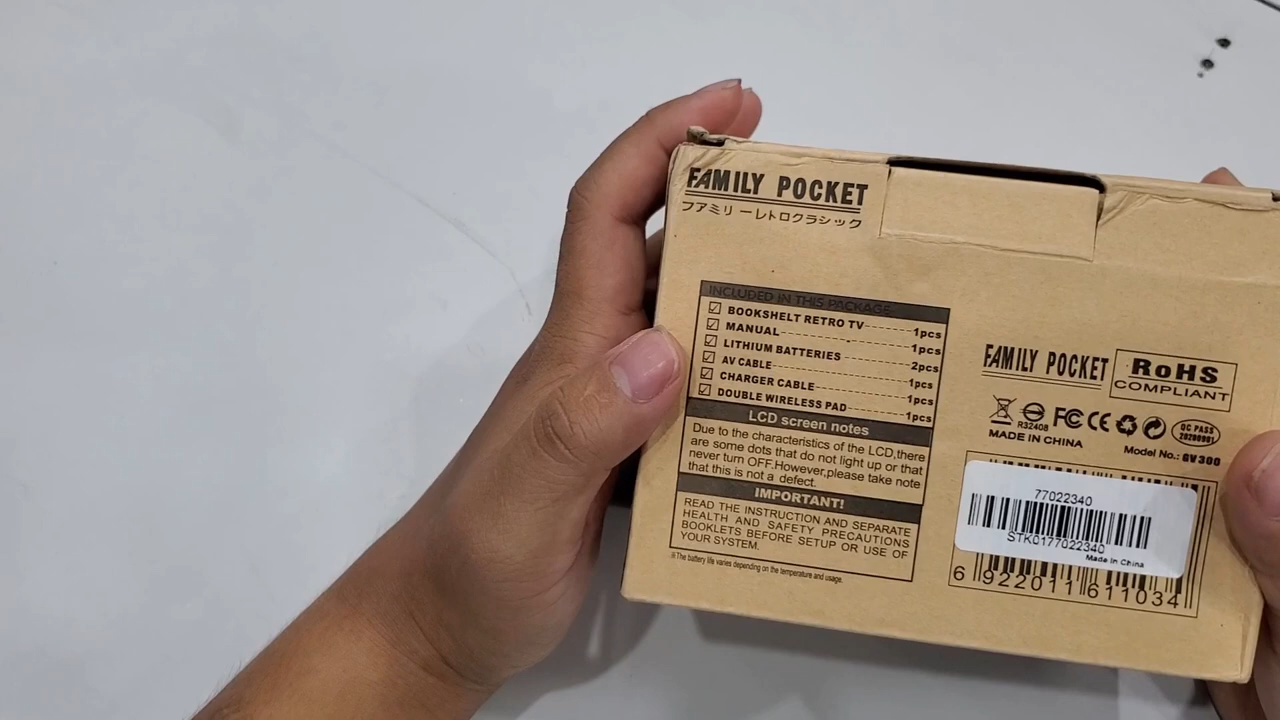 FAMILY POCKET
ファミリーレトロクラシック
INCLUDED IN THIS PACKAGE
☑ BOOKSHELT RETRO TV------------1pcs
☑ MANUAL--------------------------1pcs
☑ LITHIUM BATTERIES --------------2pcs
☑ AV CABLE------------------------1pcs
☑ CHARGER CABLE------------------1pcs
☑ DOUBLE WIRELESS PAD------------1pcs
LCD screen notes
Due to the characteristics of the LCD,there
are some dots that do not light up or that
never turn OFF.However,please take note
that this is not a defect.
IMPORTANT!
READ THE INSTRUCTION AND SEPARATE
HEALTH AND SAFETY PRECAUTIONS
BOOKLETS BEFORE SETUP OR USE OF
YOUR SYSTEM.
※The battery life varies depending on the temperature and usage.
FAMILY POCKET
RoHS
COMPLIANT
R32408
FC CE
QC PASS
20200901
MADE IN CHINA
Model No.: GV300
77022340
STK0177022340
Made In China
6 922011 611034